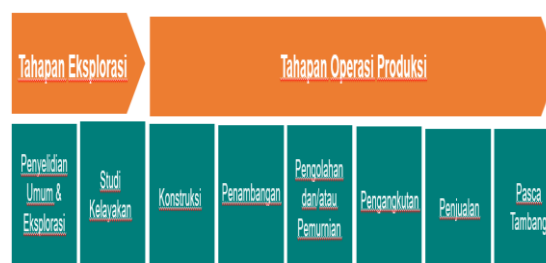 Tahapan Eksplorasi
Tahapan Operasi Produksi
Penyelidian
Umum &
Eksplorasi
Studi
Kelayakan
Konstruksi
Penambangan
Pengolahan
dan/atau
Pemurnian
Pengangkutan
Penjualan
Pasca
Tambang